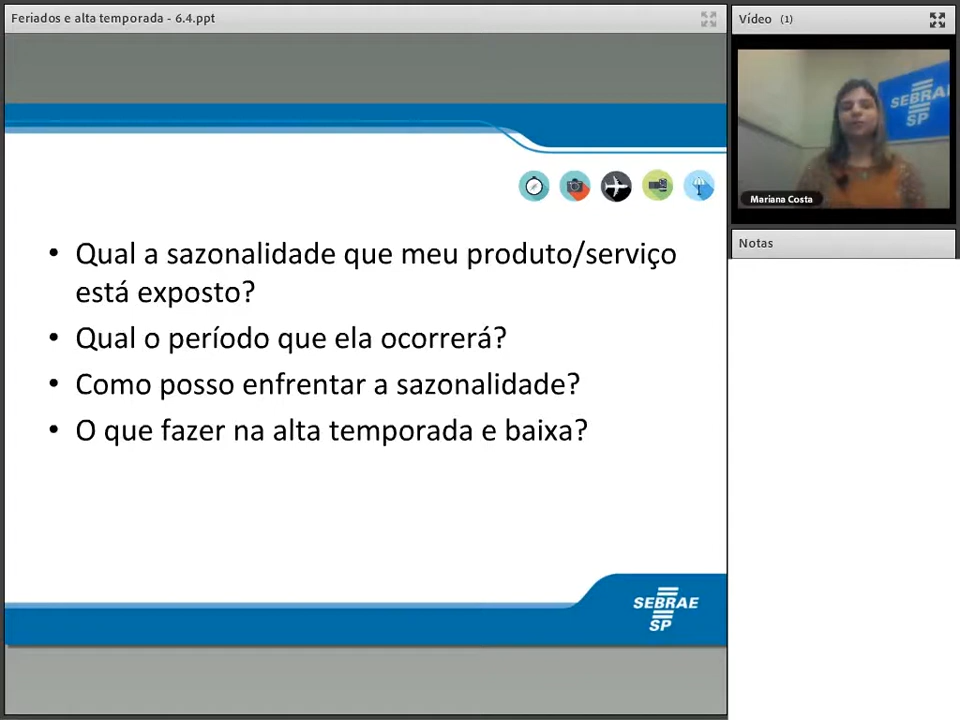 Feriados e alta temporada - 6.4.ppt
Vídeo (1)
SEBRAE
SP
Mariana Costa
Notas
• Qual a sazonalidade que meu produto/serviço
está exposto?
• Qual o período que ela ocorrerá?
• Como posso enfrentar a sazonalidade?
• O que fazer na alta temporada e baixa?
SEBRAE
SP